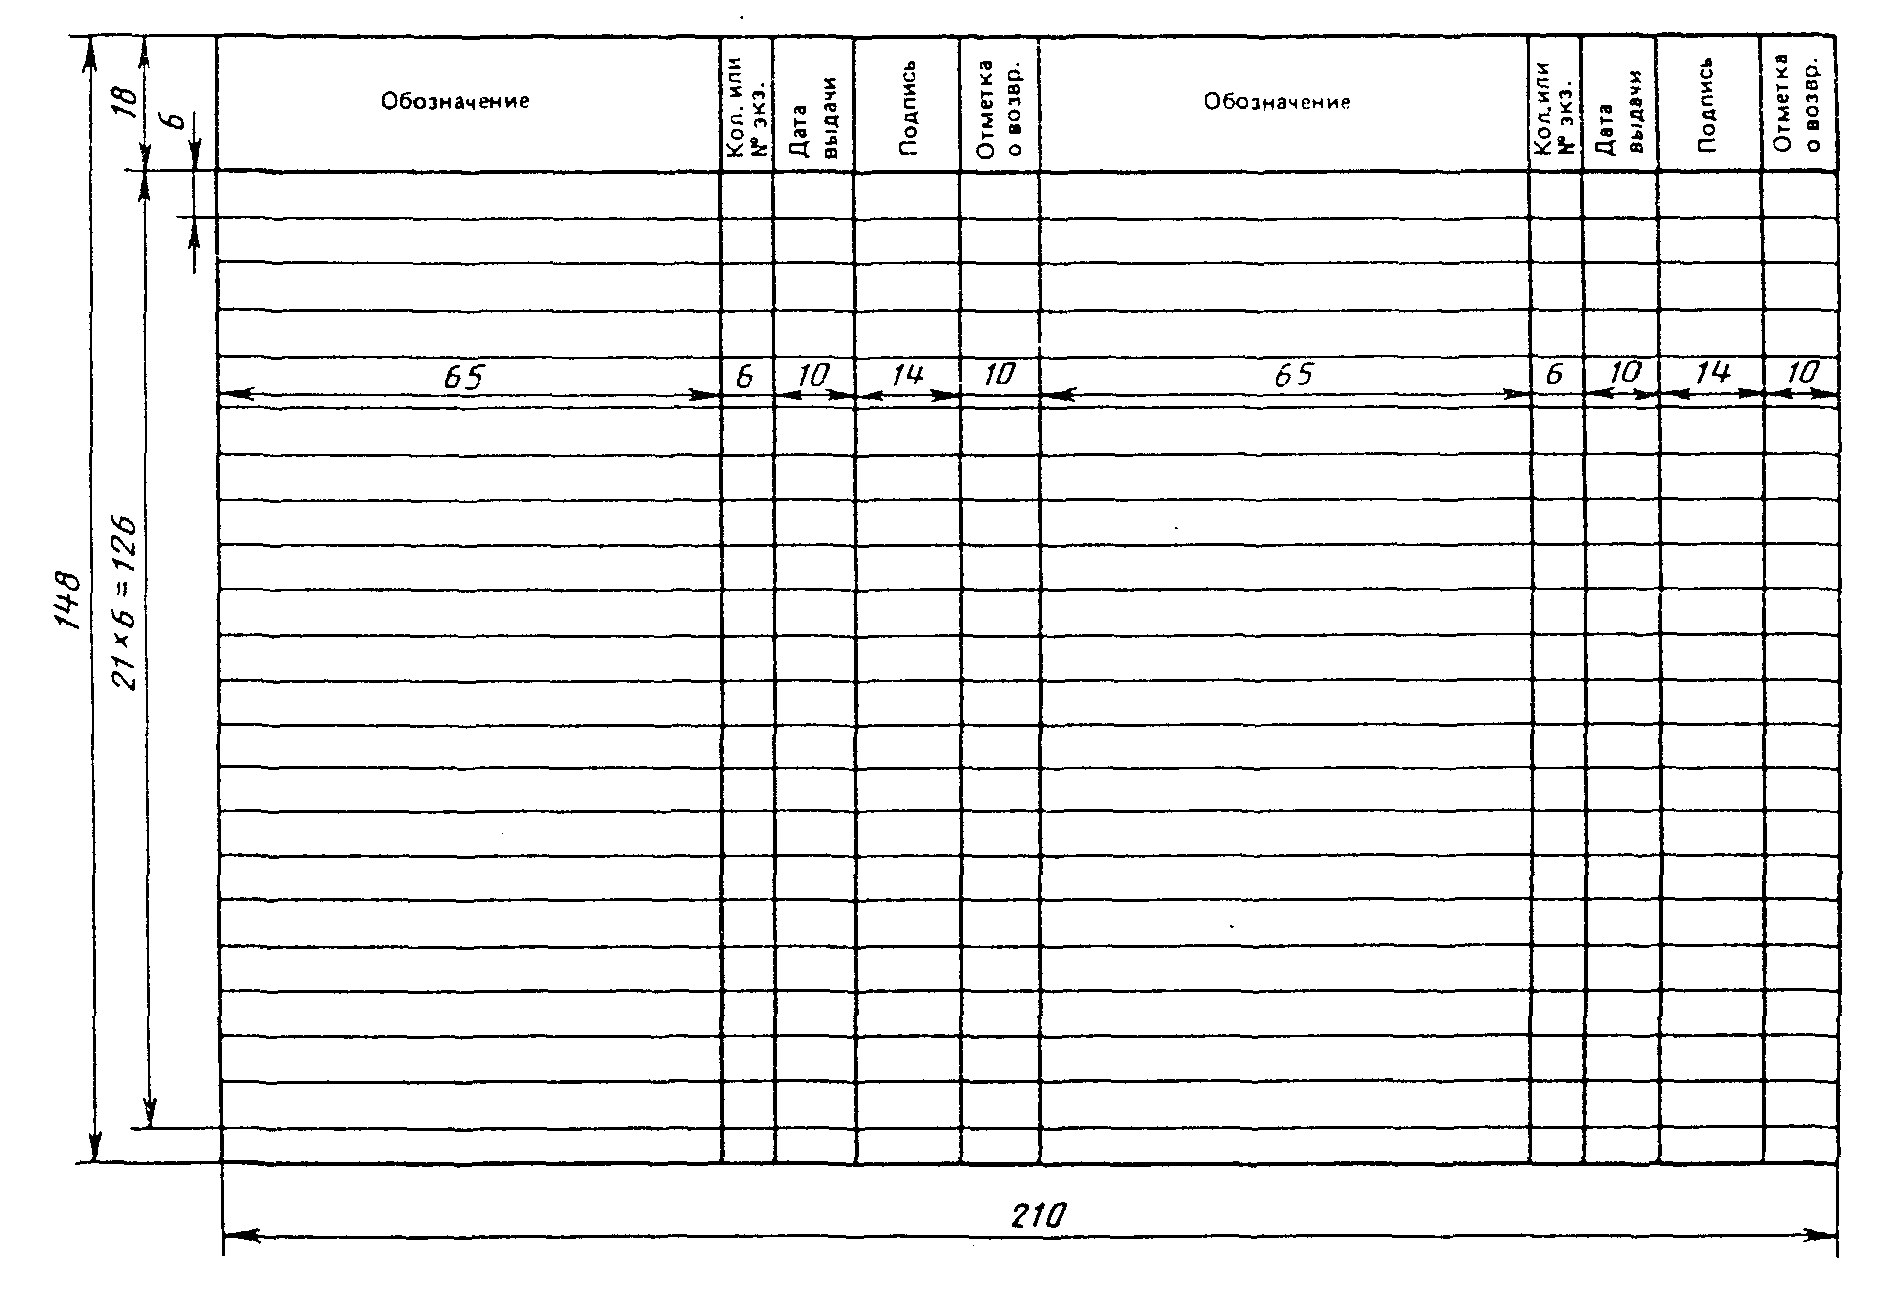 Обозначение
Кол. или
№ экз.
Дата
выдачи
Подпись
Отметка
о возвр.
Обозначение
Кол. или
№ экз.
Дата
выдачи
Подпись
Отметка
о возвр.
18
6
65
6
10
14
10
65
6
10
14
10
148
21 × 6 = 126
210